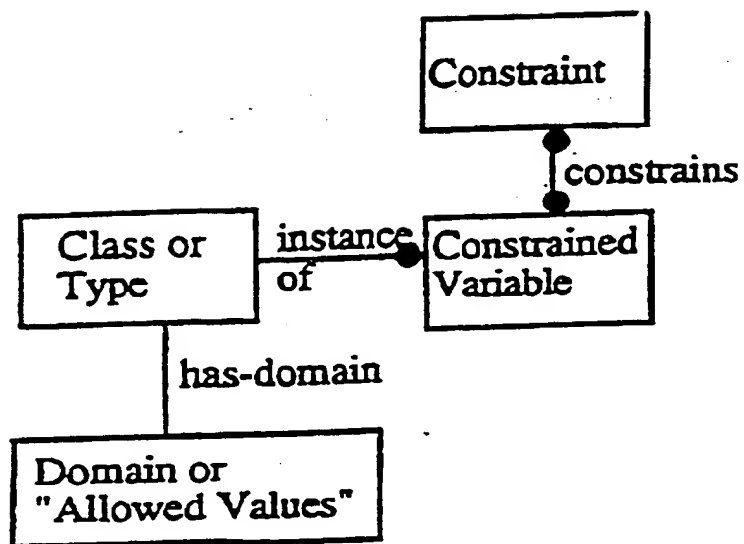 Constraint
constrains
Class or
Type
instance
of
Constrained
Variable
has-domain
Domain or
"Allowed Values"